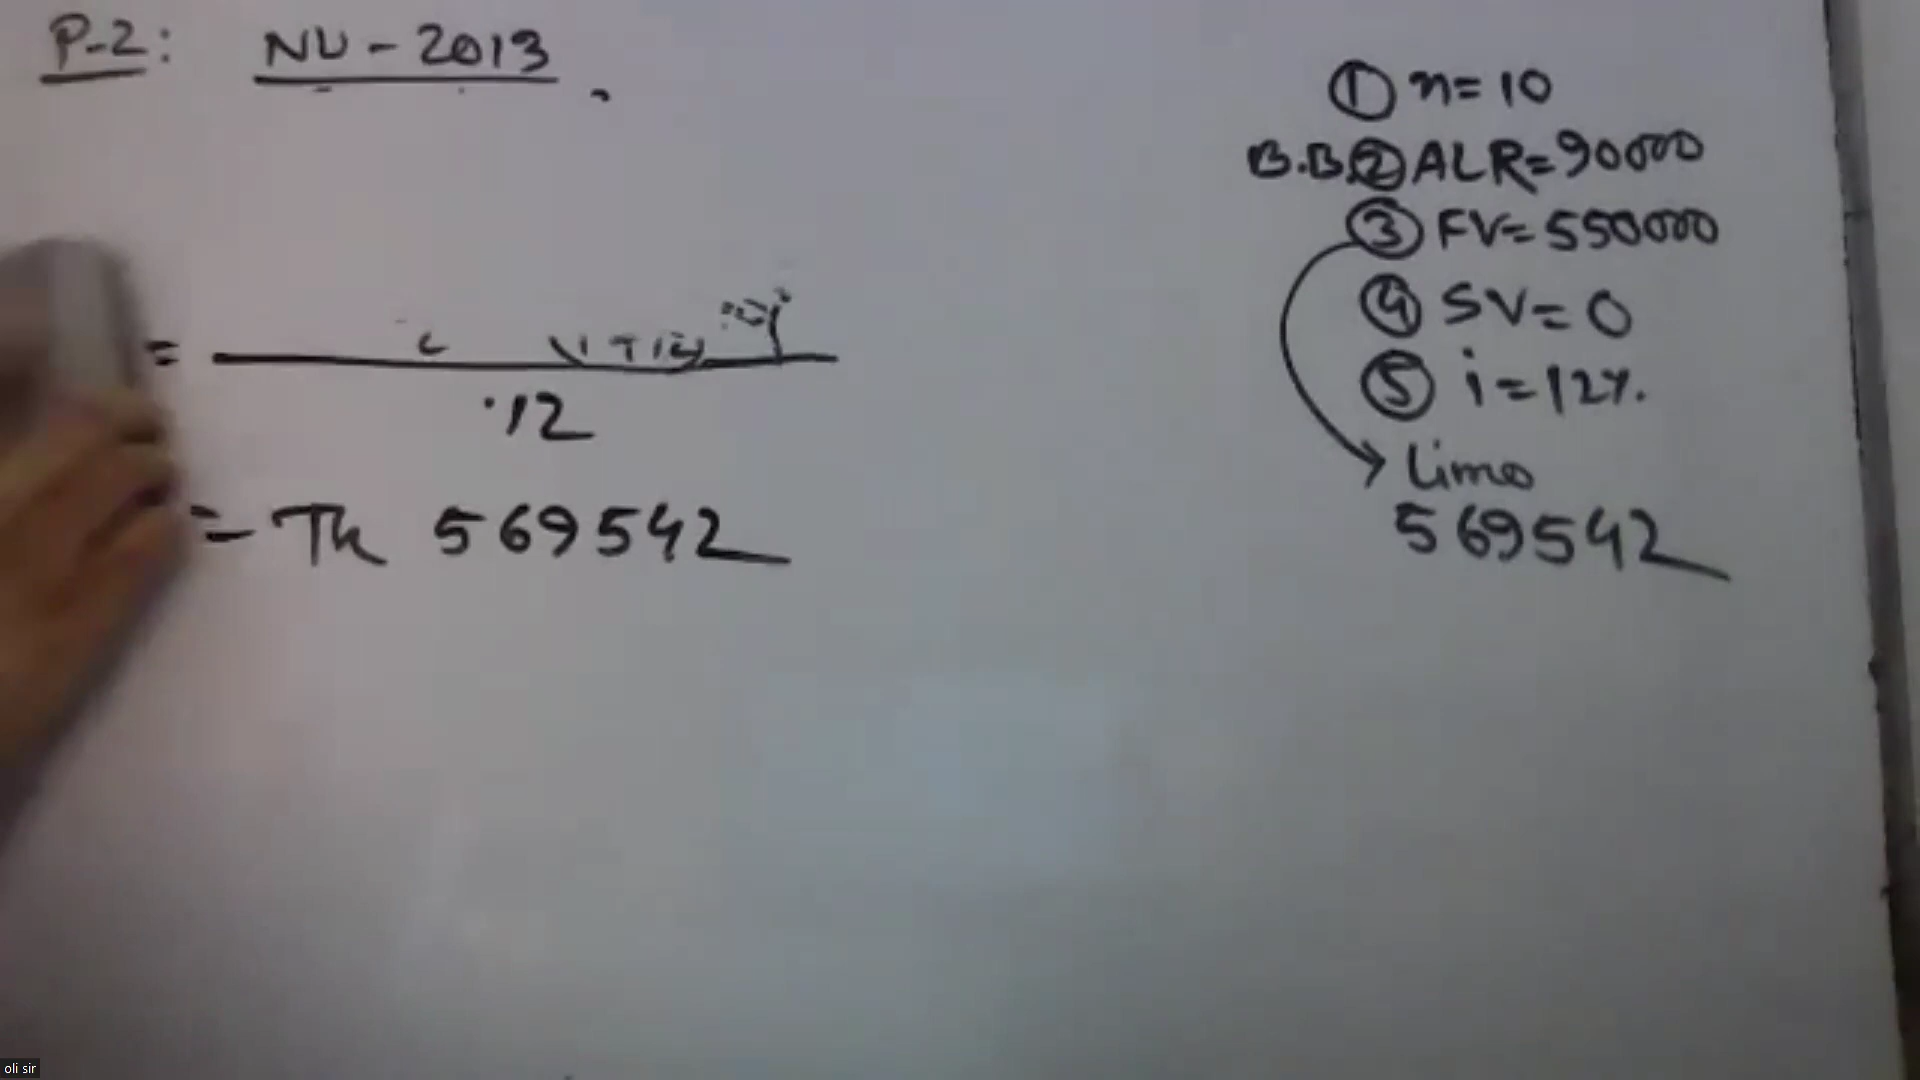 P-2: NU - 2013
① n = 10
B.B. ② ALR = 90000
③ FV = 550000
④ SV = 0
⑤ i = 12%.
=
.12
= Tk 569542
569542
oli sir